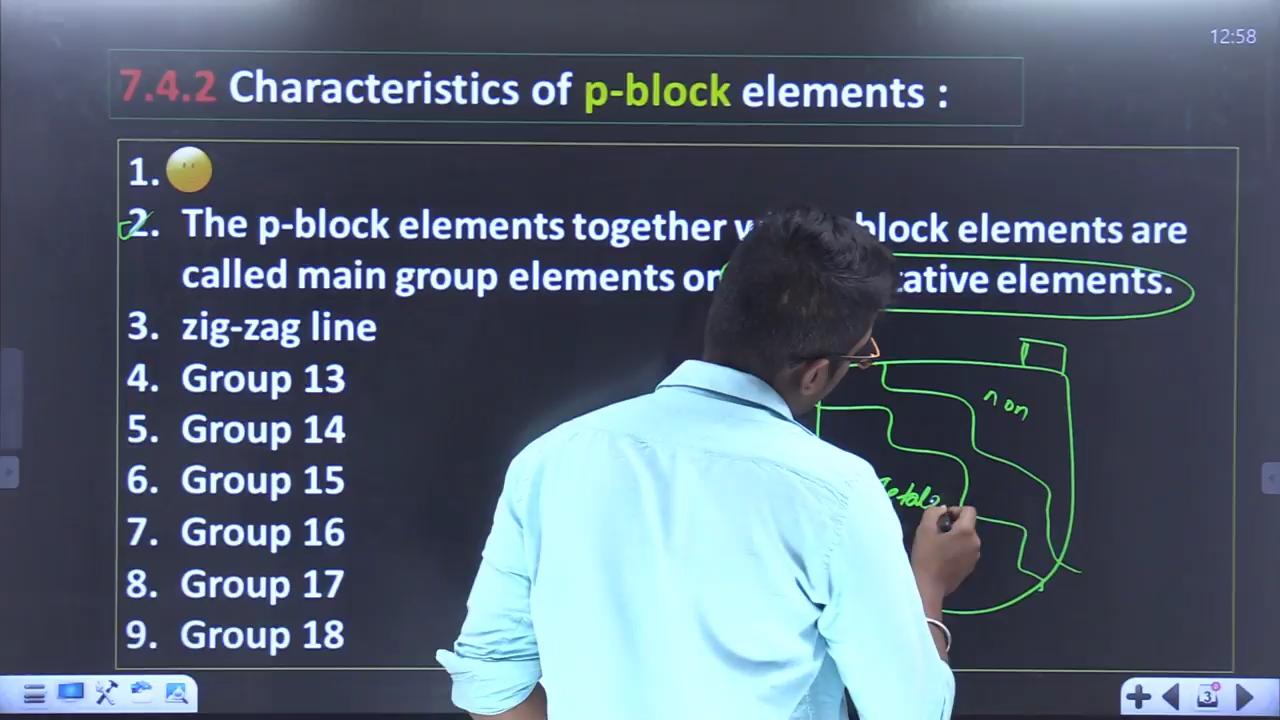 12:58
7.4.2 Characteristics of p-block elements :
1.
2. The p-block elements together block elements are
called main group elements or tative elements.
3. zig-zag line
4. Group 13
5. Group 14
6. Group 15
7. Group 16
8. Group 17
9. Group 18
non
3